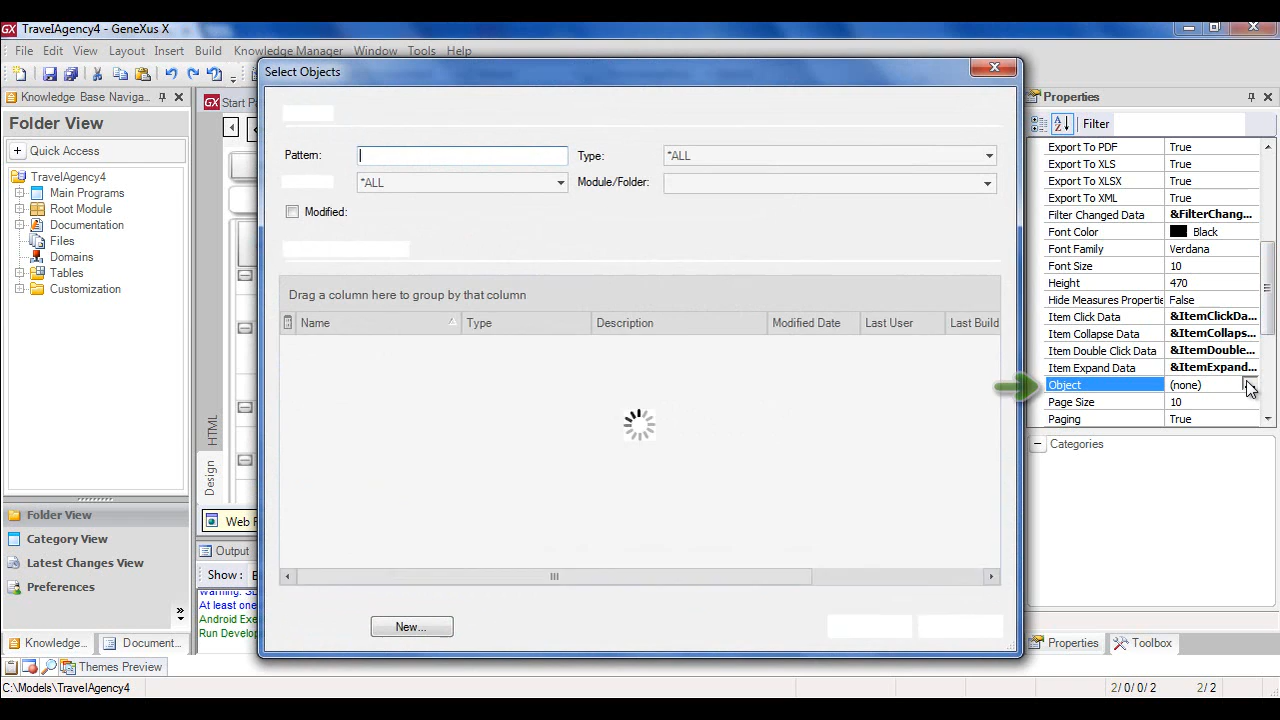 TravelAgency4 - GeneXus X
File Edit View Layout Insert Build Knowledge Manager Window Tools Help
Knowledge Base Naviga...
Folder View
Quick Access
TravelAgency4
Main Programs
Root Module
Documentation
Files
Domains
Tables
Customization
Folder View
Category View
Latest Changes View
Preferences
Knowledge... Document...
Themes Preview
C:\Models\TravelAgency4
Start Pa
HTML
Design
Web F
Output
Show:
At least one
Android Exe
Run Develop
Select Objects
Pattern: Type: *ALL
*ALL Module/Folder:
Modified:
Drag a column here to group by that column
Name Type Description Modified Date Last User Last Build
New...
Properties
Filter
Export To PDF True
Export To XLS True
Export To XLSX True
Export To XML True
Filter Changed Data &FilterChang...
Font Color Black
Font Family Verdana
Font Size 10
Height 470
Hide Measures Propertie False
Item Click Data &ItemClickDa...
Item Collapse Data &ItemCollaps...
Item Double Click Data &ItemDouble...
Item Expand Data &ItemExpand...
Object (none)
Page Size 10
Paging True
Categories
Properties Toolbox
2/ 0/ 0/ 2 2/ 2